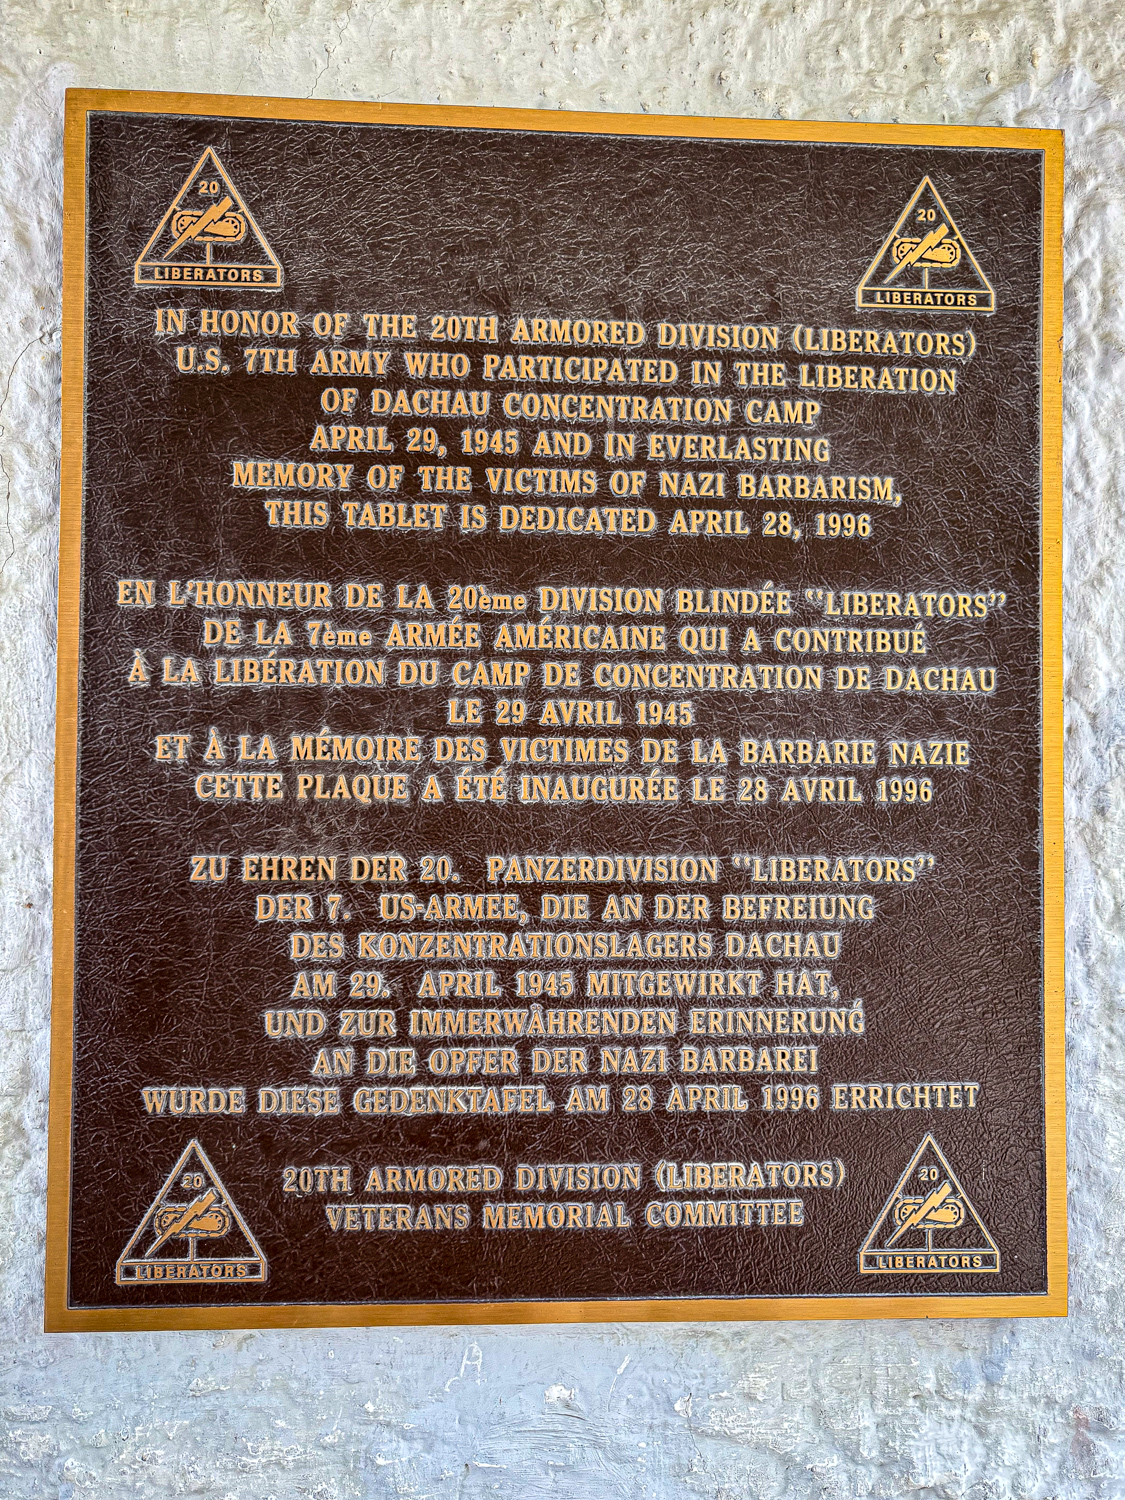 20
LIBERATORS
20
LIBERATORS
IN HONOR OF THE 20TH ARMORED DIVISION (LIBERATORS)
U.S. 7TH ARMY WHO PARTICIPATED IN THE LIBERATION
OF DACHAU CONCENTRATION CAMP
APRIL 29, 1945 AND IN EVERLASTING
MEMORY OF THE VICTIMS OF NAZI BARBARISM,
THIS TABLET IS DEDICATED APRIL 28, 1996
EN L'HONNEUR DE LA 20ème DIVISION BLINDÉE "LIBERATORS"
DE LA 7ème ARMÉE AMÉRICAINE QUI A CONTRIBUÉ
À LA LIBÉRATION DU CAMP DE CONCENTRATION DE DACHAU
LE 29 AVRIL 1945
ET À LA MÉMOIRE DES VICTIMES DE LA BARBARIE NAZIE
CETTE PLAQUE A ÉTÉ INAUGURÉE LE 28 AVRIL 1996
ZU EHREN DER 20. PANZERDIVISION "LIBERATORS"
DER 7. US-ARMEE, DIE AN DER BEFREIUNG
DES KONZENTRATIONSLAGERS DACHAU
AM 29. APRIL 1945 MITGEWIRKT HAT,
UND ZUR IMMERWÄHRENDEN ERINNERUNG
AN DIE OPFER DER NAZI BARBAREI
WURDE DIESE GEDENKTAFEL AM 28 APRIL 1996 ERRICHTET
20TH ARMORED DIVISION (LIBERATORS)
VETERANS MEMORIAL COMMITTEE
20
LIBERATORS
20
LIBERATORS